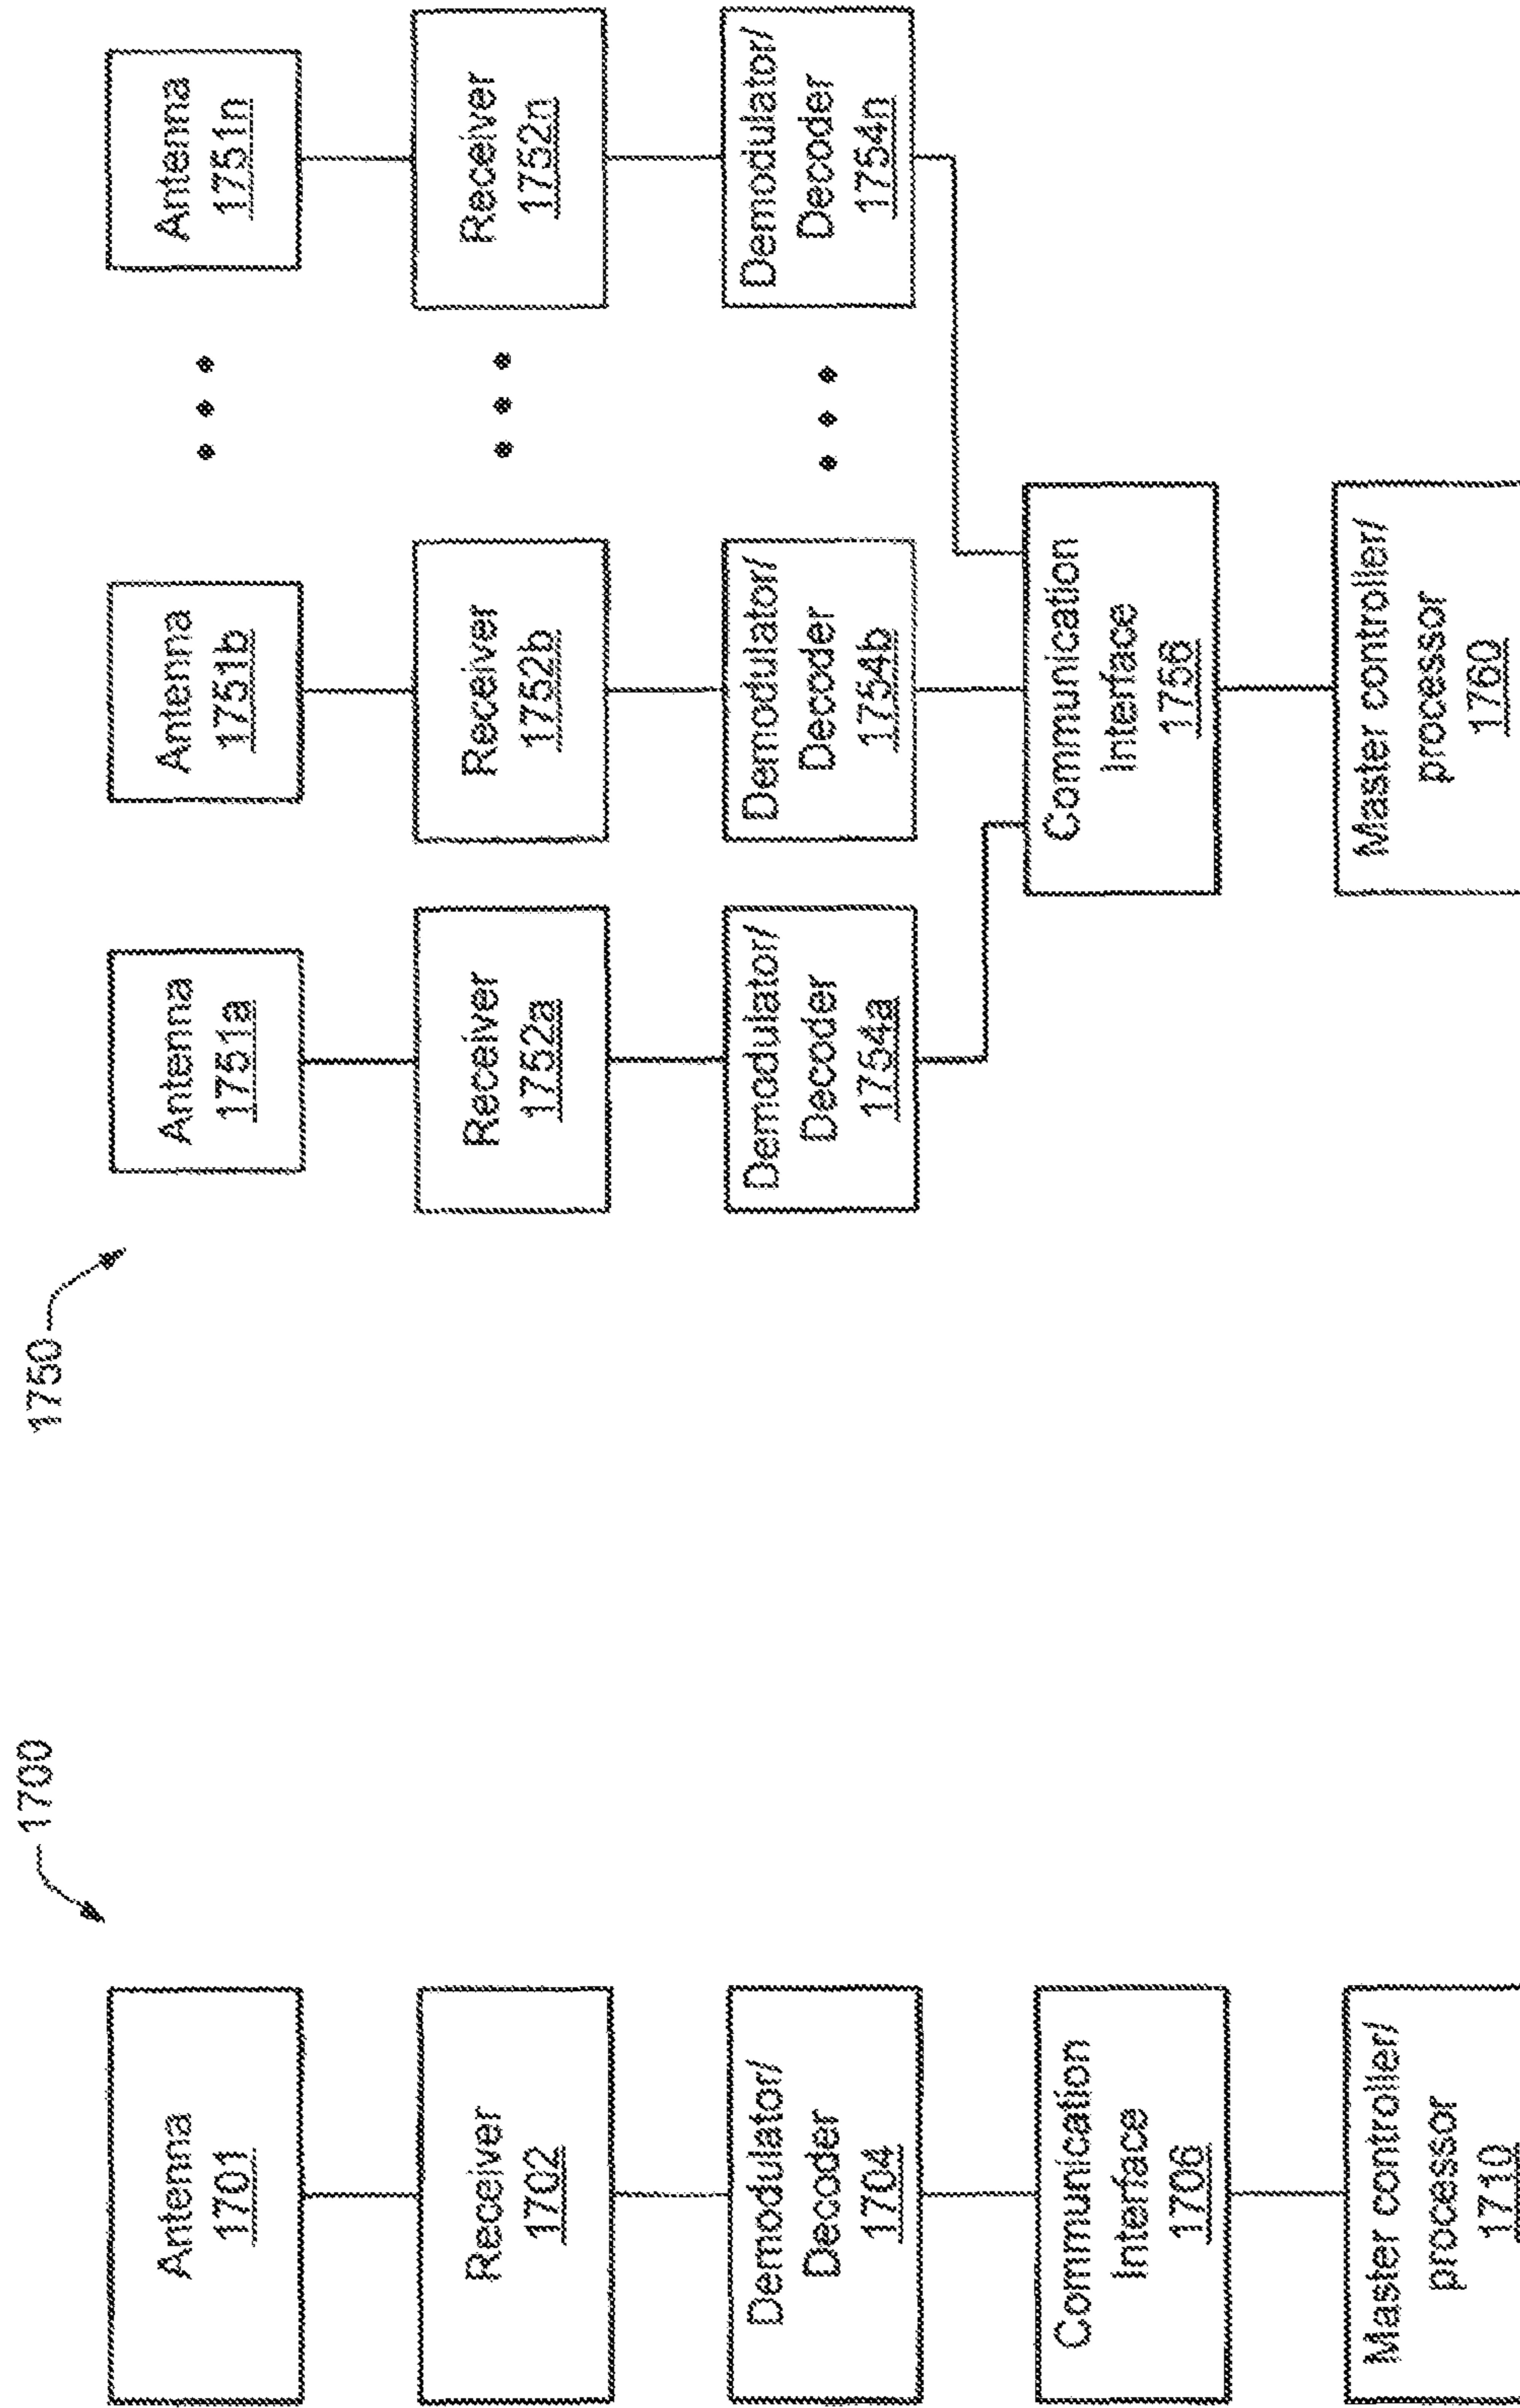 1700
Antenna
1701
Receiver
1702
Demodulator/
Decoder
1704
Communication
Interface
1706
Master controller/
processor
1710
1750
Antenna
1751a
Antenna
1751b
Antenna
1751n
Receiver
1752a
Receiver
1752b
Receiver
1752n
Demodulator/
Decoder
1754a
Demodulator/
Decoder
1754b
Demodulator/
Decoder
1754n
Communication
Interface
1756
Master controller/
processor
1760